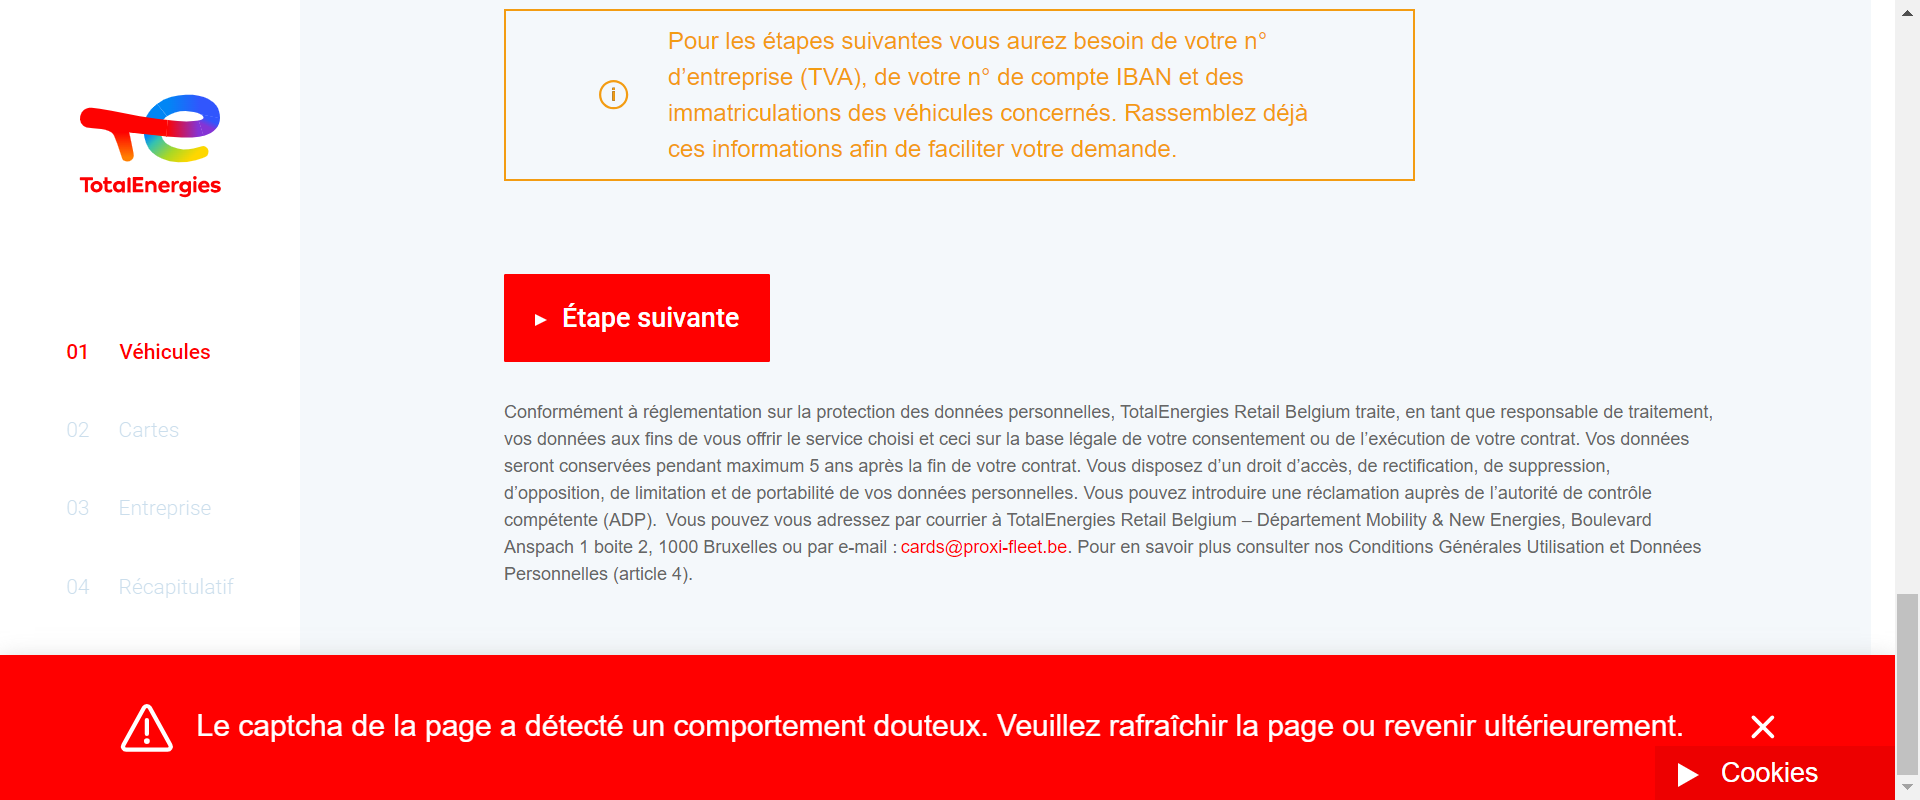 Pour les étapes suivantes vous aurez besoin de votre n°
d’entreprise (TVA), de votre n° de compte IBAN et des
immatriculations des véhicules concernés. Rassemblez déjà
ces informations afin de faciliter votre demande.
TotalEnergies
Étape suivante
01 Véhicules
02 Cartes
03 Entreprise
04 Récapitulatif
Conformément à réglementation sur la protection des données personnelles, TotalEnergies Retail Belgium traite, en tant que responsable de traitement,
vos données aux fins de vous offrir le service choisi et ceci sur la base légale de votre consentement ou de l’exécution de votre contrat. Vos données
seront conservées pendant maximum 5 ans après la fin de votre contrat. Vous disposez d’un droit d’accès, de rectification, de suppression,
d’opposition, de limitation et de portabilité de vos données personnelles. Vous pouvez introduire une réclamation auprès de l’autorité de contrôle
compétente (ADP).  Vous pouvez vous adressez par courrier à TotalEnergies Retail Belgium – Département Mobility & New Energies, Boulevard
Anspach 1 boite 2, 1000 Bruxelles ou par e-mail : cards@proxi-fleet.be. Pour en savoir plus consulter nos Conditions Générales Utilisation et Données
Personnelles (article 4).
Le captcha de la page a détecté un comportement douteux. Veuillez rafraîchir la page ou revenir ultérieurement.
Cookies